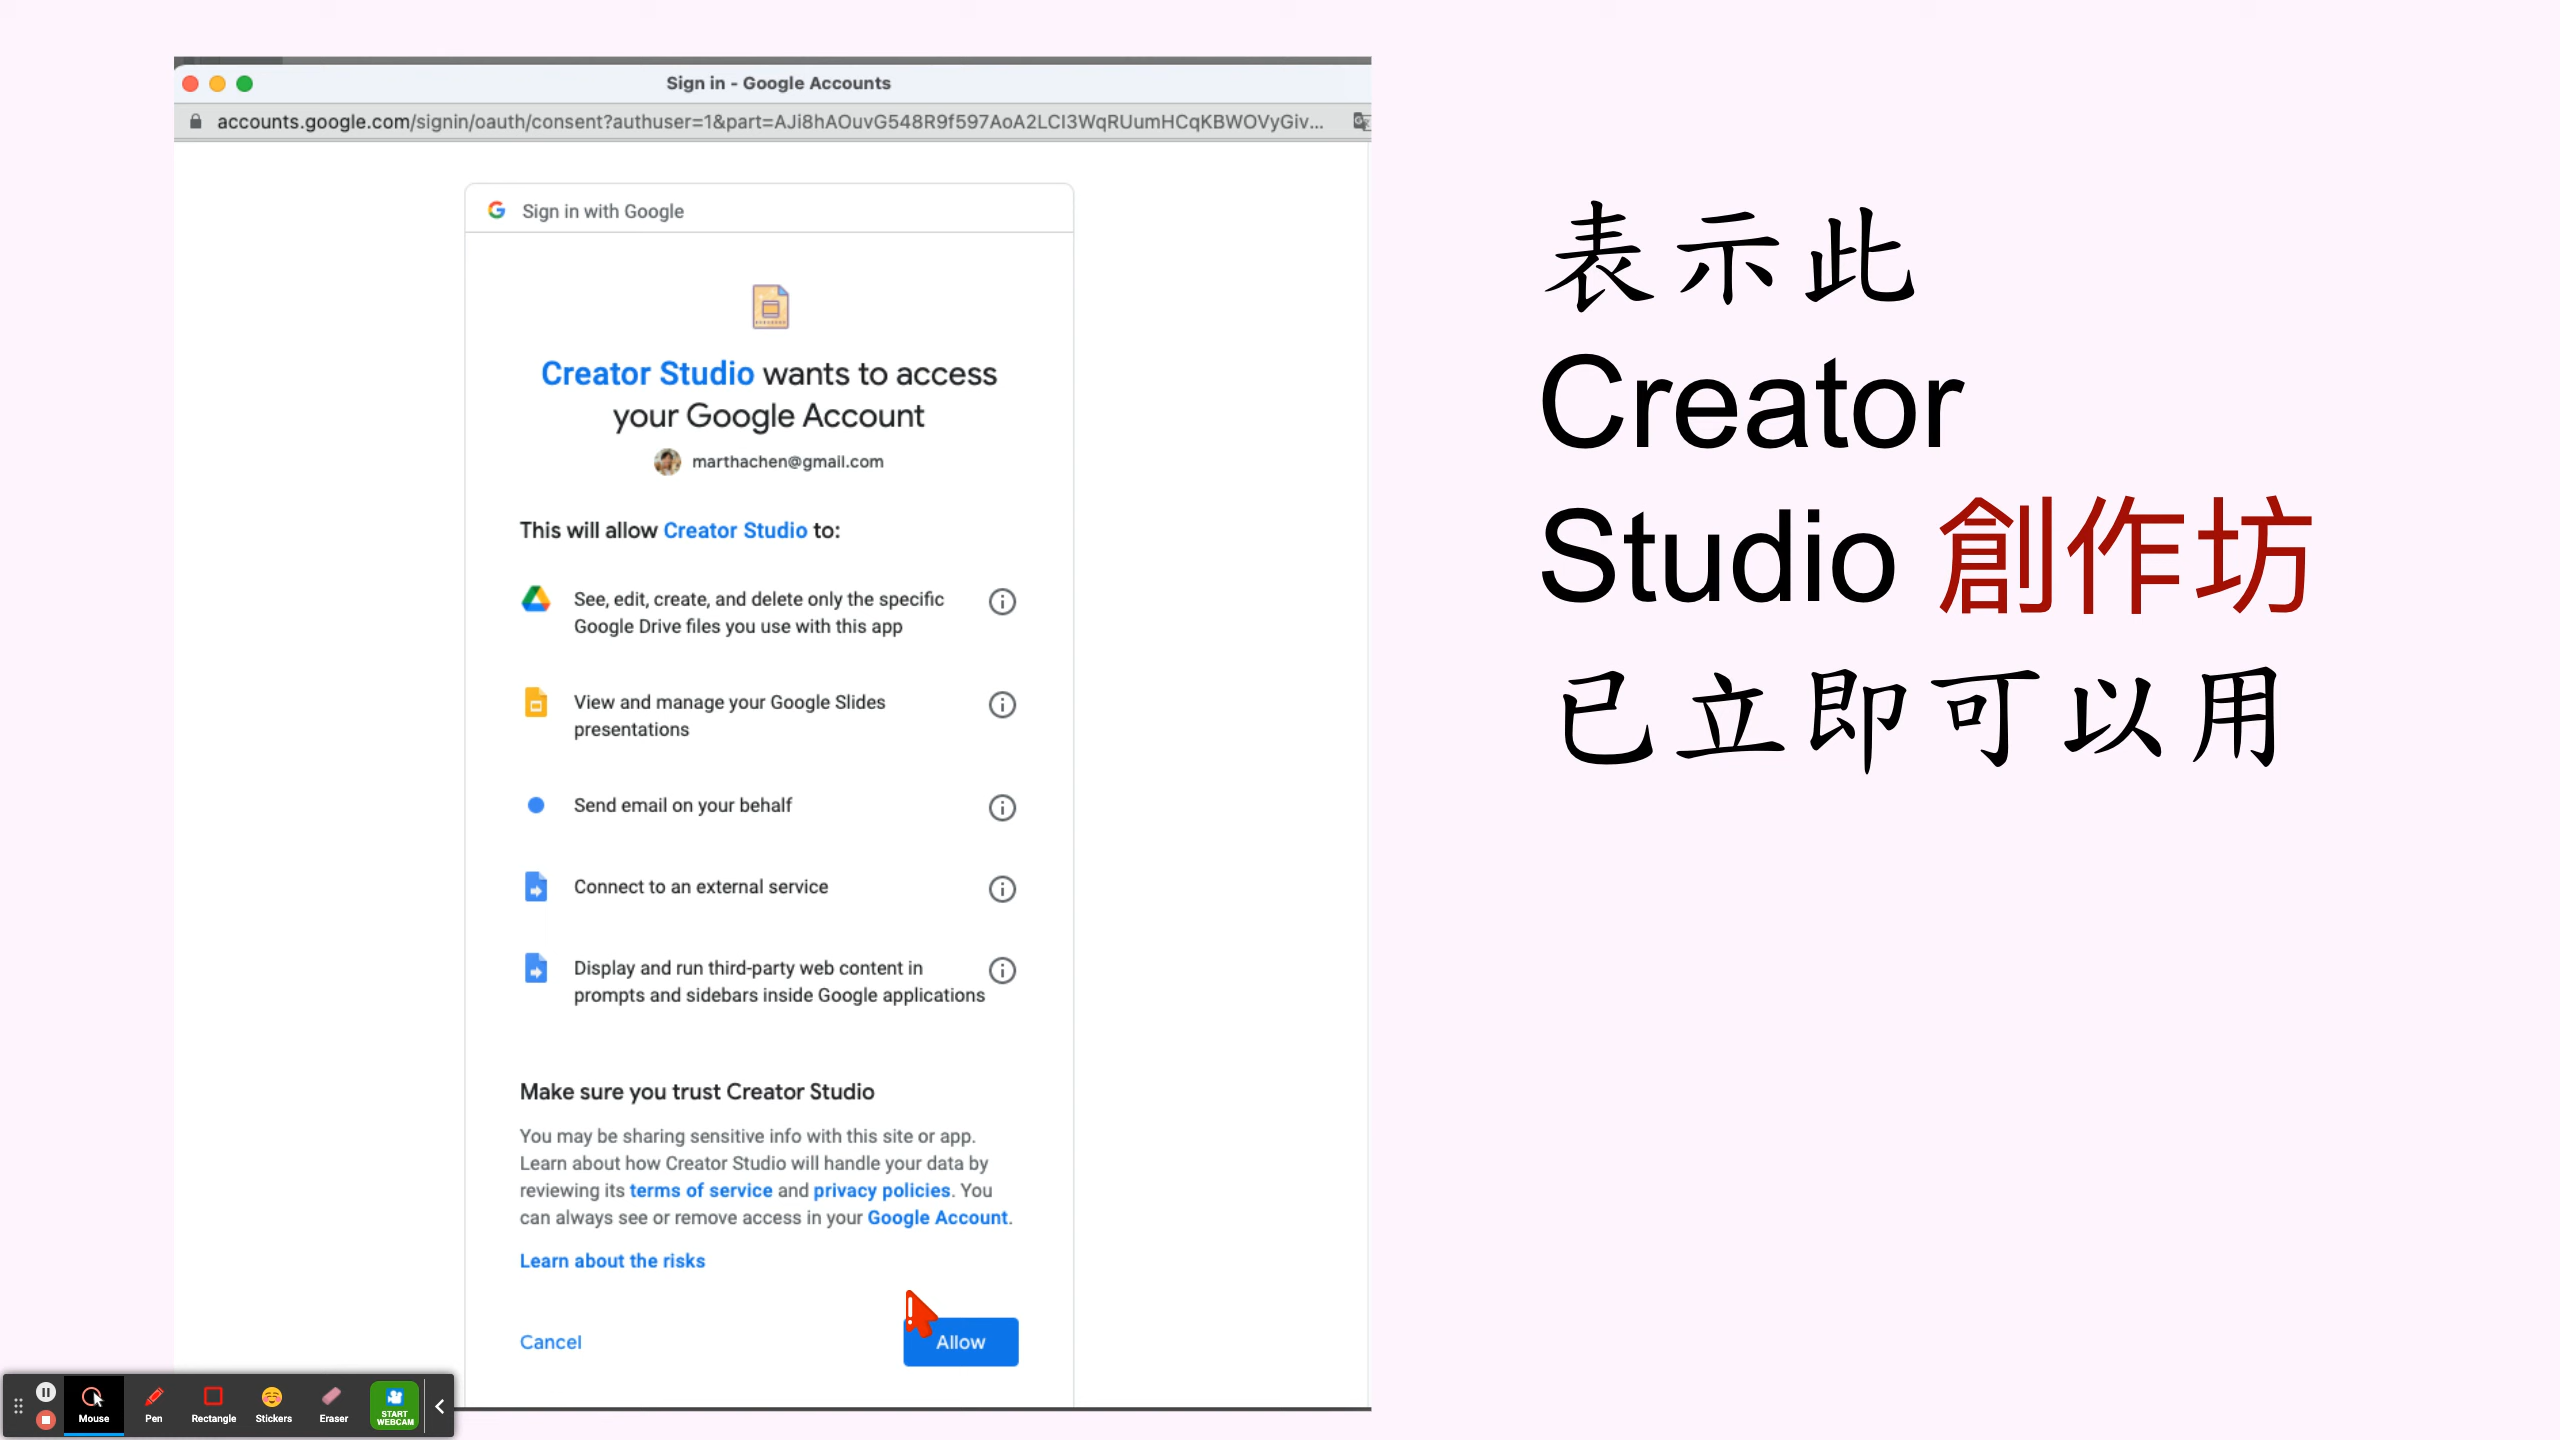 Sign in - Google Accounts
accounts.google.com/signin/oauth/consent?authuser=1&part=AJi8hAOuvG548R9f597AoA2LCI3WqRUumHCqKBWOVyGiv...
Sign in with Google
Creator Studio wants to access
your Google Account
marthachen@gmail.com
This will allow Creator Studio to:
See, edit, create, and delete only the specific
Google Drive files you use with this app
View and manage your Google Slides
presentations
Send email on your behalf
Connect to an external service
Display and run third-party web content in
prompts and sidebars inside Google applications
Make sure you trust Creator Studio
You may be sharing sensitive info with this site or app.
Learn about how Creator Studio will handle your data by
reviewing its terms of service and privacy policies. You
can always see or remove access in your Google Account.
Learn about the risks
Cancel
Allow
表示此
Creator
Studio 創作坊
已立即可以用
Mouse
Pen
Rectangle
Stickers
Eraser
START
WEBCAM